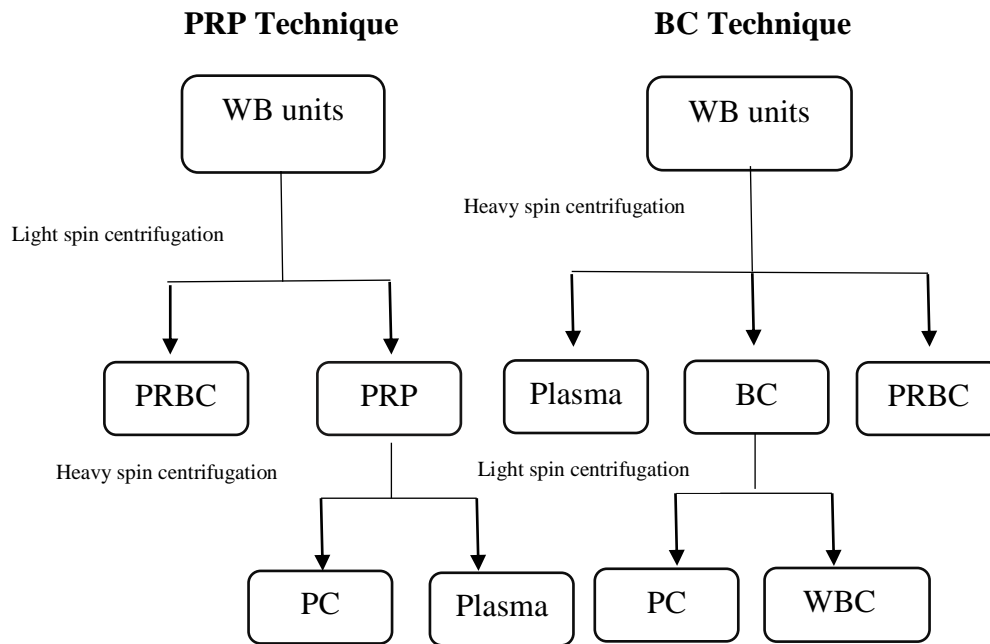 PRP Technique
BC Technique
WB units
WB units
Light spin centrifugation
Heavy spin centrifugation
PRBC
PRP
Plasma
BC
PRBC
Heavy spin centrifugation
Light spin centrifugation
PC
Plasma
PC
WBC